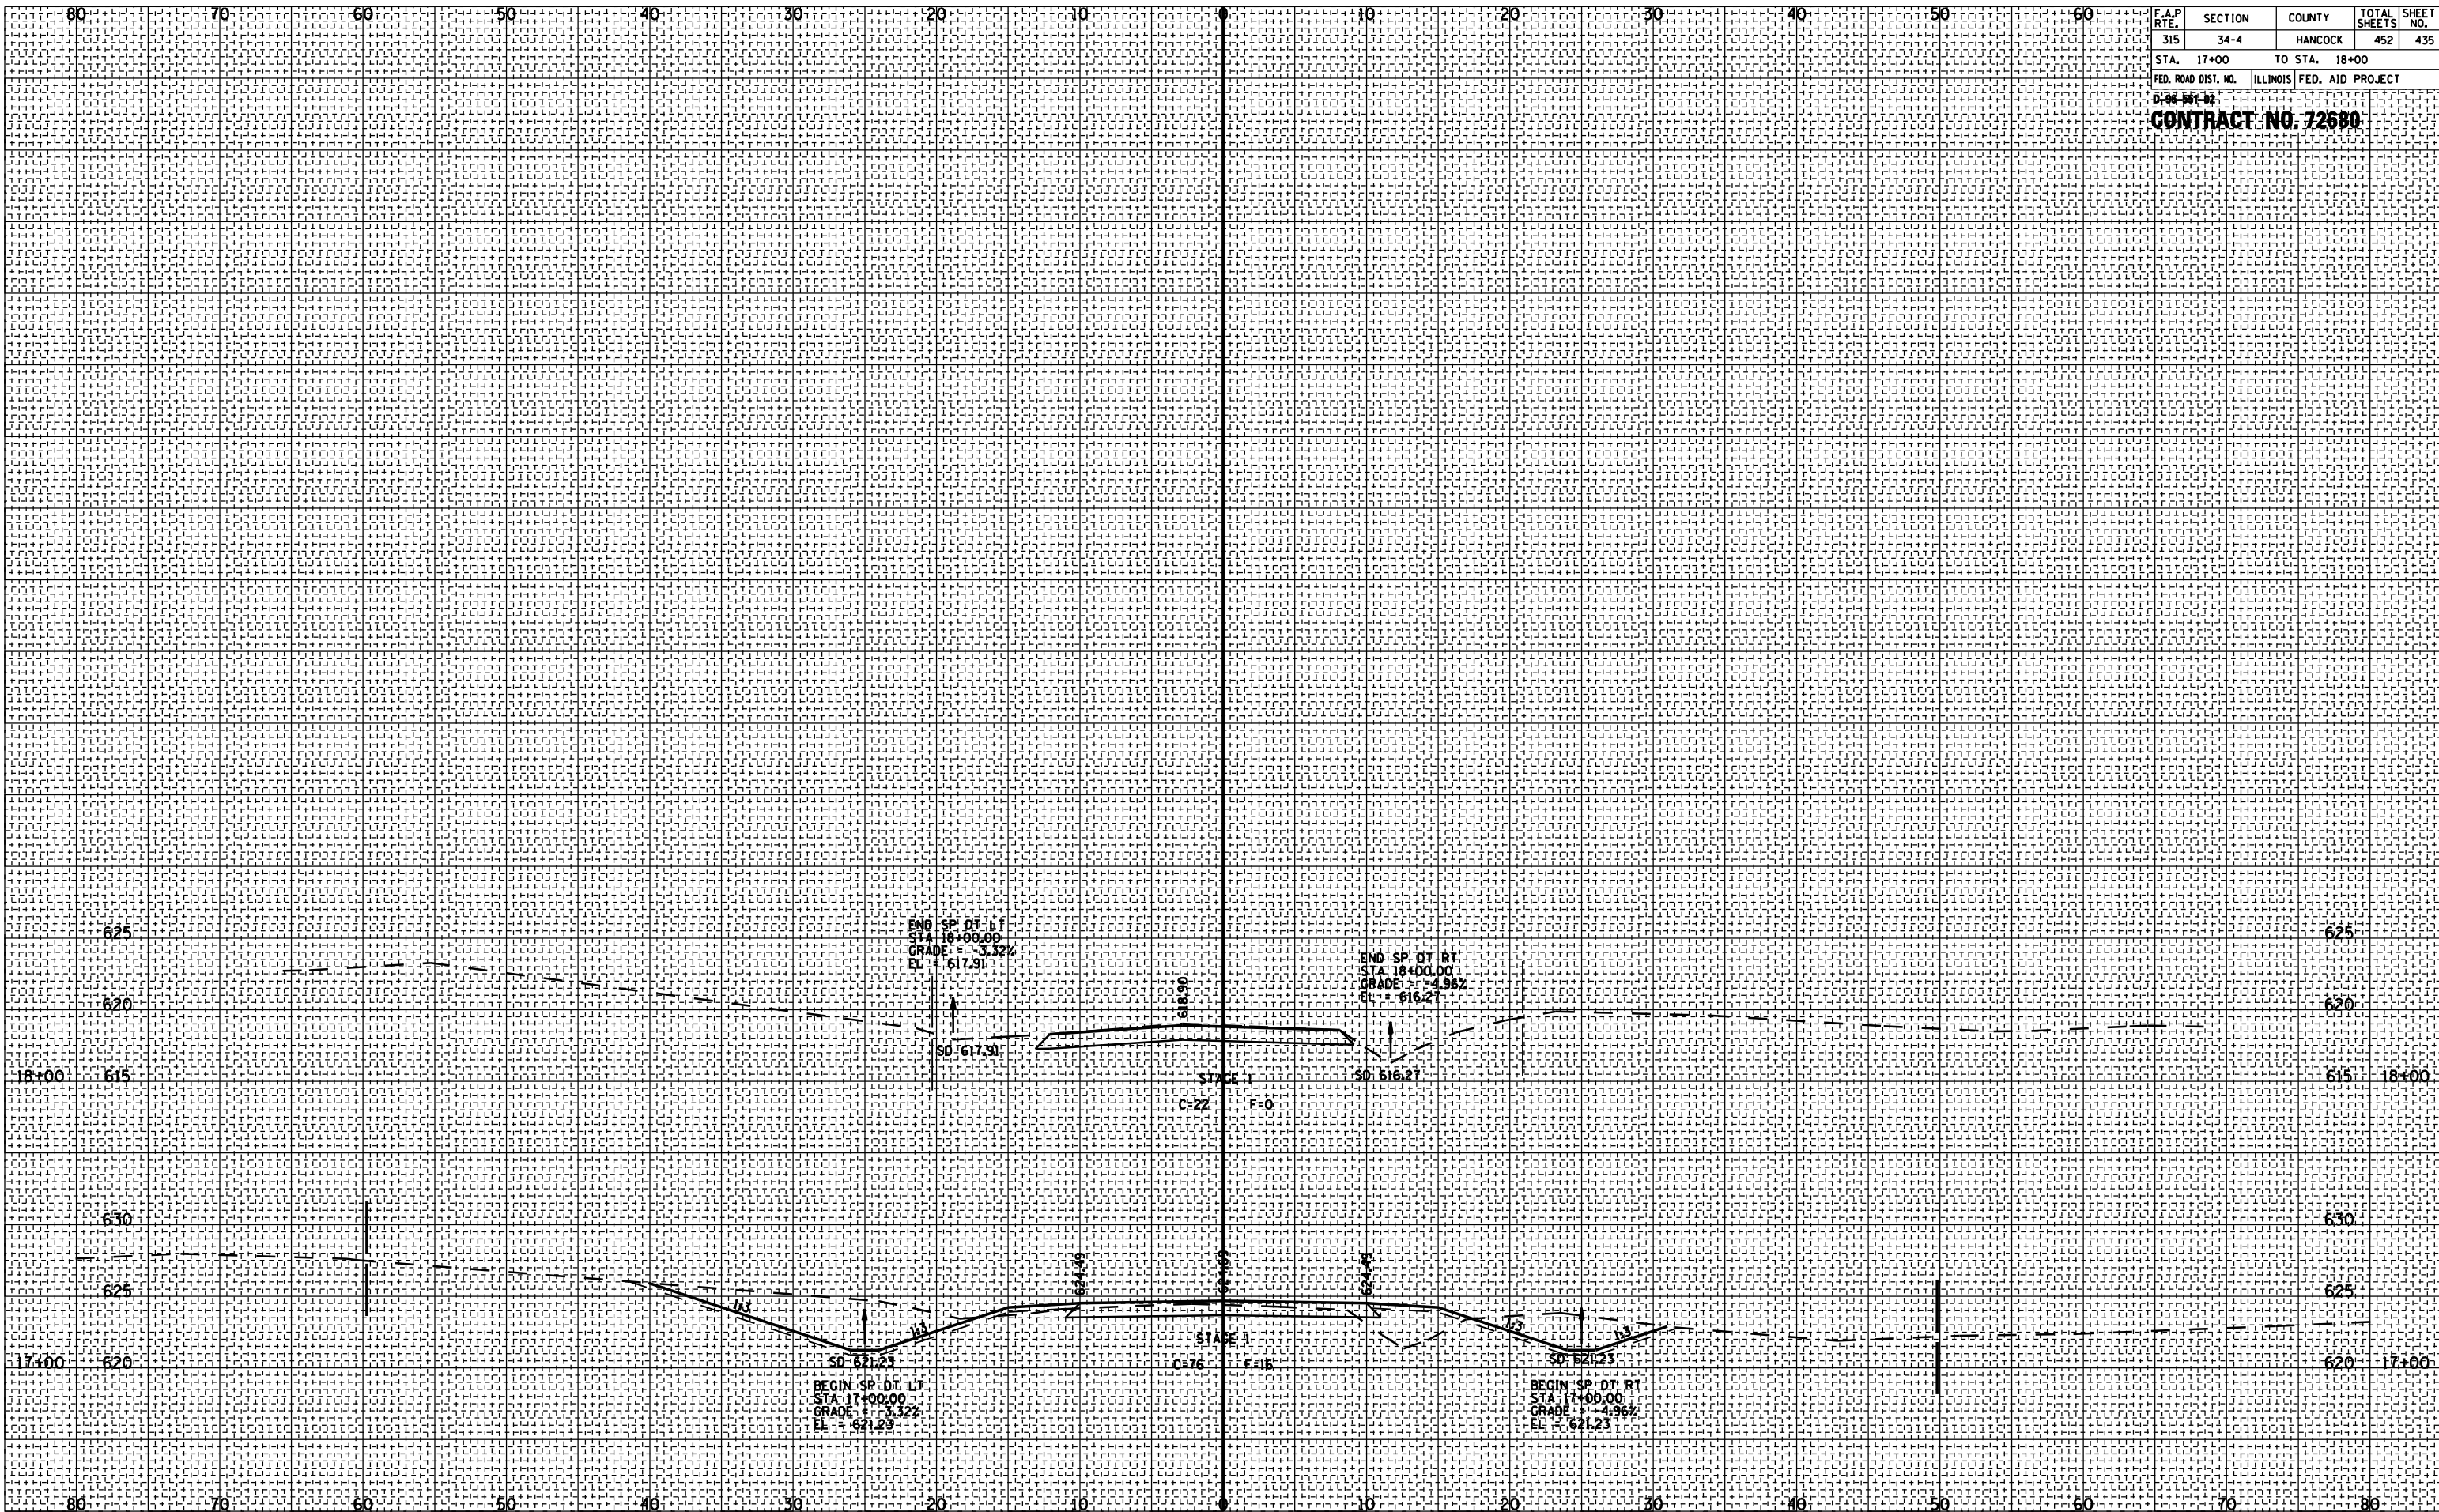 80 70 60 50 40 30 20 10 0 10 20 30 40 50 60
F.A.P RTE. SECTION COUNTY TOTAL SHEETS SHEET NO.
315 34-4 HANCOCK 452 435
STA. 17+00 TO STA. 18+00
FED. ROAD DIST. NO. ILLINOIS FED. AID PROJECT
D-96-551-02
CONTRACT NO. 72680
END SP DT LT
STA 18+00.00
GRADE = -3.32%
EL = 617.91
625
625
END SP DT RT
STA 18+00.00
GRADE = -4.96%
EL = 616.27
618.90
620
620
SD 617.91
SD 616.27
18+00 615
615 18+00
STAGE 1
C=22 F=0
630
630
624.49
624.69
624.49
625
625
1:3
1:3
1:3
1:3
STAGE 1
C=76 F=16
17+00 620
620 17+00
SD 621.23
SD 621.23
BEGIN SP DT LT
STA 17+00.00
GRADE = -3.32%
EL = 621.23
BEGIN SP DT RT
STA 17+00.00
GRADE = -4.96%
EL = 621.23
80 70 60 50 40 30 20 10 0 10 20 30 40 50 60 70 80